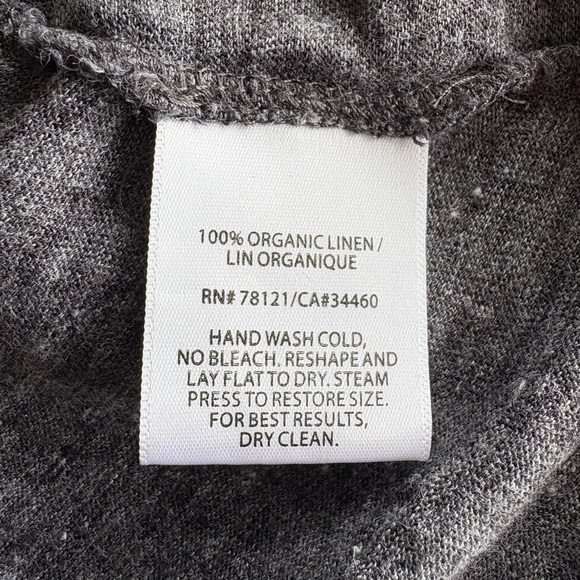 100% ORGANIC LINEN /
LIN ORGANIQUE
RN# 78121/CA#34460
HAND WASH COLD,
NO BLEACH. RESHAPE AND
LAY FLAT TO DRY. STEAM
PRESS TO RESTORE SIZE.
FOR BEST RESULTS,
DRY CLEAN.